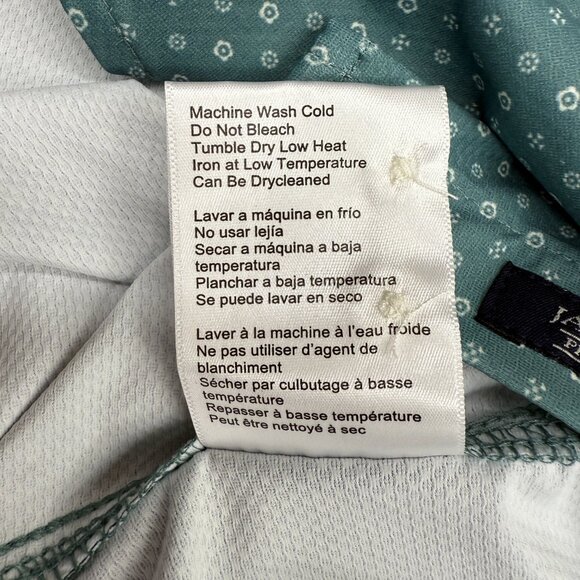 Machine Wash Cold
Do Not Bleach
Tumble Dry Low Heat
Iron at Low Temperature
Can Be Drycleaned
Lavar a máquina en frío
No usar lejía
Secar a máquina a baja
temperatura
Planchar a baja temperatura
Se puede lavar en seco
Laver à la machine à l'eau froide
Ne pas utiliser d'agent de
blanchiment
Sécher par culbutage à basse
température
Repasser à basse température
Peut être nettoyé à sec